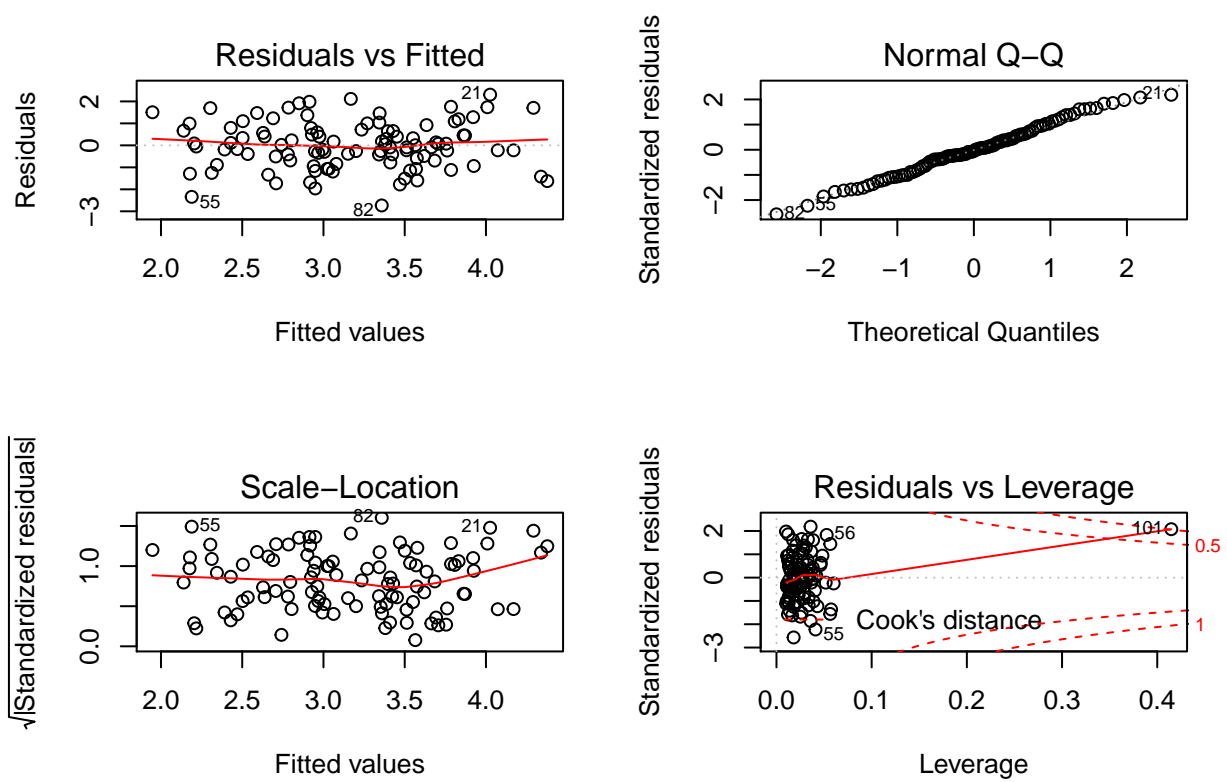 Residuals vs Fitted
Residuals
2
0
−3
21
55
82
2.0 2.5 3.0 3.5 4.0
Fitted values
Normal Q−Q
Standardized residuals
2
0
−2
21
55
82
−2 −1 0 1 2
Theoretical Quantiles
Scale−Location
√|Standardized residuals|
1.0
0.0
55
82
21
2.0 2.5 3.0 3.5 4.0
Fitted values
Residuals vs Leverage
Standardized residuals
2
0
−3
101
56
0.5
Cook's distance
55
1
0.0 0.1 0.2 0.3 0.4
Leverage